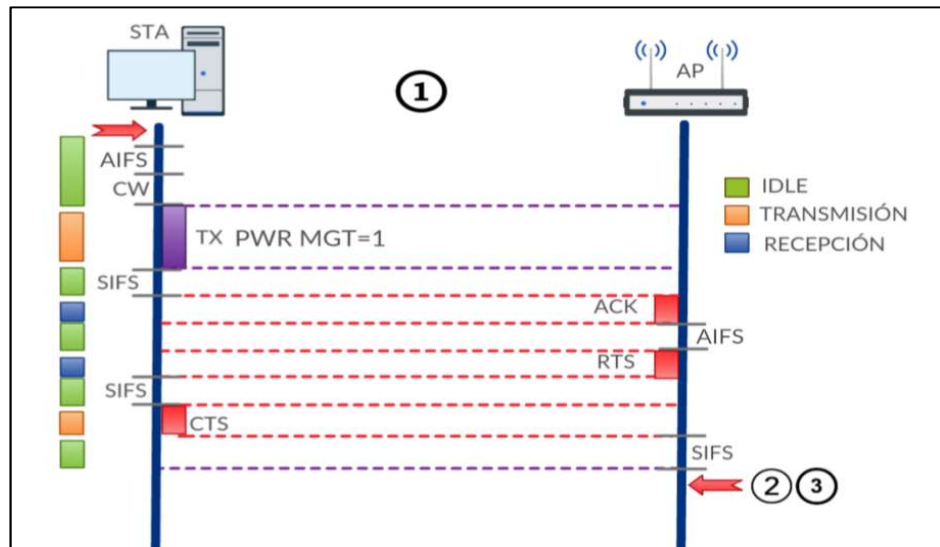 STA
①
AP
AIFS
CW
IDLE
TRANSMISIÓN
RECEPCIÓN
TX PWR MGT=1
SIFS
ACK
AIFS
RTS
SIFS
CTS
SIFS
② ③